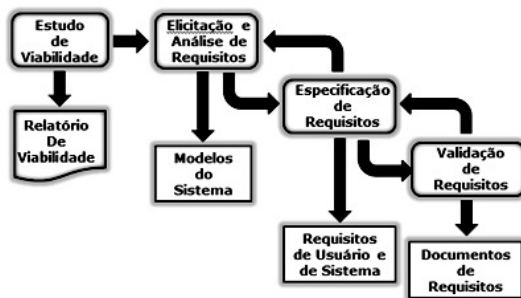 Estudo
de
Viabilidade
Elicitação e
Análise de
Requisitos
Especificação
de
Requisitos
Relatório
De
Viabilidade
Modelos
do
Sistema
Validação
de
Requisitos
Requisitos
de Usuário e
de Sistema
Documentos
de
Requisitos